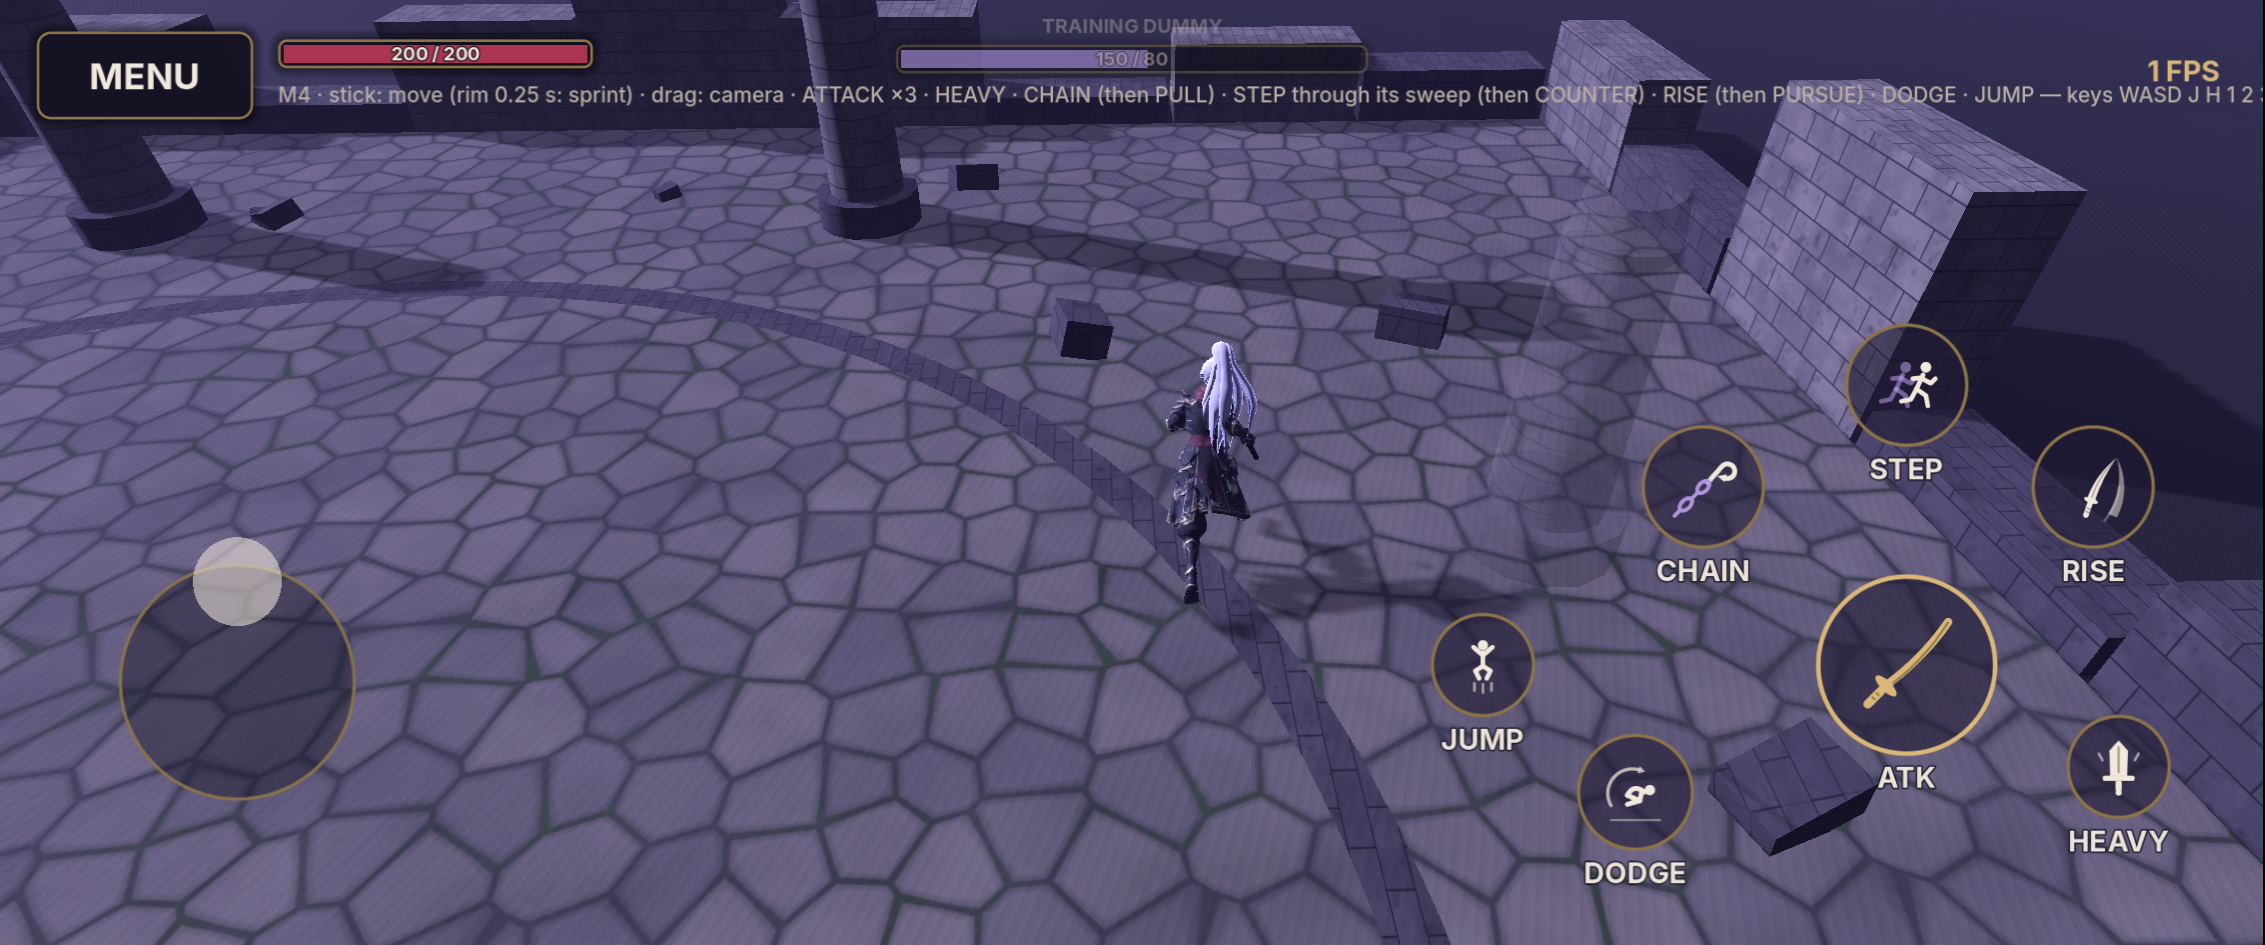 TRAINING DUMMY
MENU
200 / 200
150 / 80
1 FPS
M4 · stick: move (rim 0.25 s: sprint) · drag: camera · ATTACK ×3 · HEAVY · CHAIN (then PULL) · STEP through its sweep (then COUNTER) · RISE (then PURSUE) · DODGE · JUMP — keys WASD J H 1 2
STEP
CHAIN
RISE
JUMP
ATK
HEAVY
DODGE